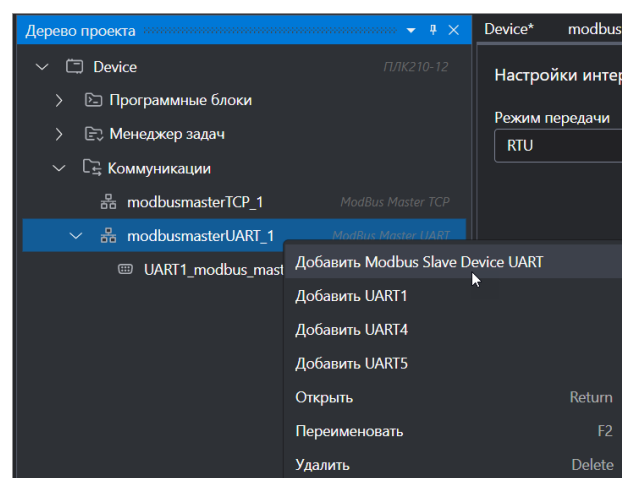 Дерево проекта
Device*
modbus
Device
ПЛК210-12
Настройки
Программные блоки
Режим передачи
Менеджер задач
RTU
Коммуникации
modbusmasterTCP_1
ModBus Master TCP
modbusmasterUART_1
ModBus Master UART
Добавить Modbus Slave Device UART
UART1_modbus_mast
Добавить UART1
Добавить UART4
Добавить UART5
Открыть
Return
Переименовать
F2
Удалить
Delete